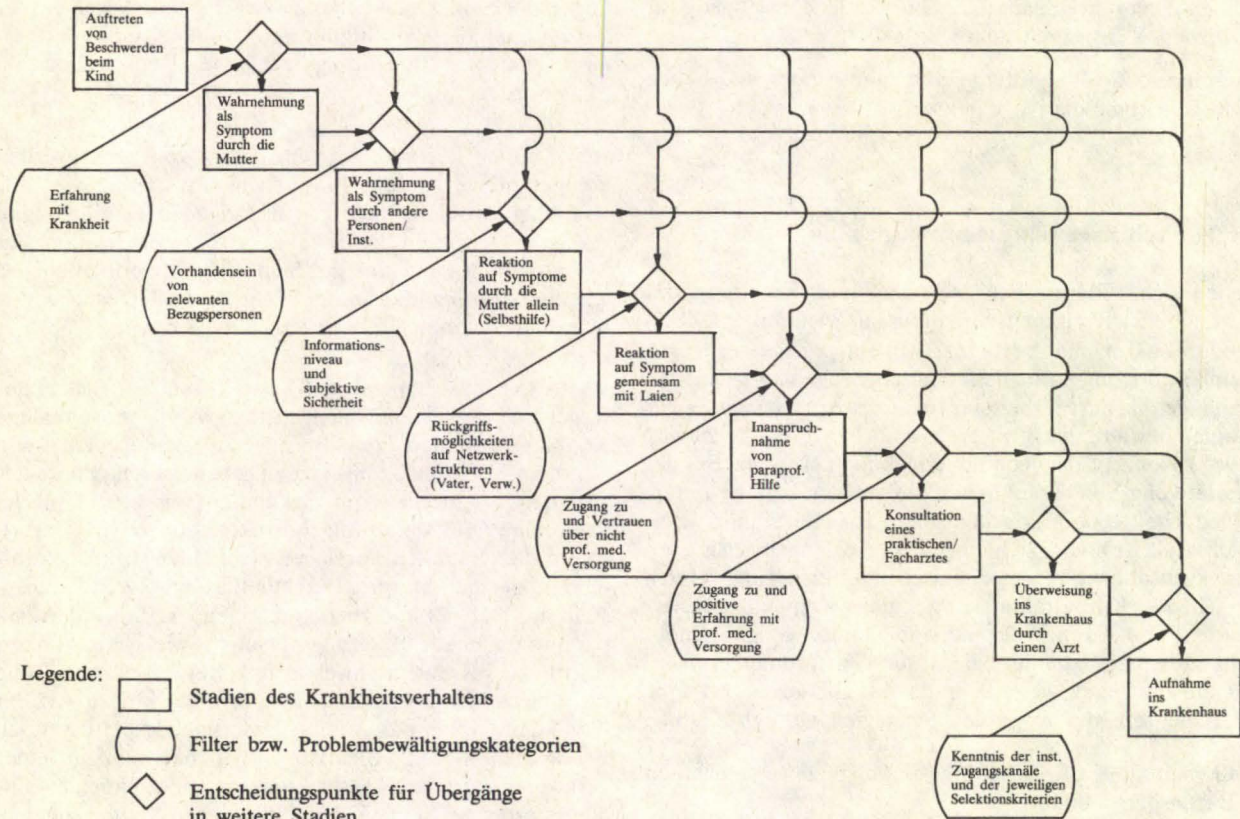 Auftreten
von
Beschwerden
beim
Kind
Wahrnehmung
als
Symptom
durch die
Mutter
Erfahrung
mit
Krankheit
Wahrnehmung
als Symptom
durch andere
Personen/
Inst.
Vorhandensein
von
relevanten
Bezugspersonen
Reaktion
auf Symptome
durch die
Mutter allein
(Selbsthilfe)
Informations-
niveau
und
subjektive
Sicherheit
Reaktion
auf Symptom
gemeinsam
mit Laien
Rückgriffs-
möglichkeiten
auf Netzwerk-
strukturen
(Vater, Verw.)
Inanspruch-
nahme
von
paraprof.
Hilfe
Zugang zu
und Vertrauen
über nicht
prof. med.
Versorgung
Konsultation
eines
praktischen/
Facharztes
Zugang zu und
positive
Erfahrung mit
prof. med.
Versorgung
Überweisung
ins
Krankenhaus
durch
einen Arzt
Aufnahme
ins
Krankenhaus
Kenntnis der inst.
Zugangskanäle
und der jeweiligen
Selektionskriterien
Legende:
Stadien des Krankheitsverhaltens
Filter bzw. Problembewältigungskategorien
Entscheidungspunkte für Übergänge
in weitere Stadien